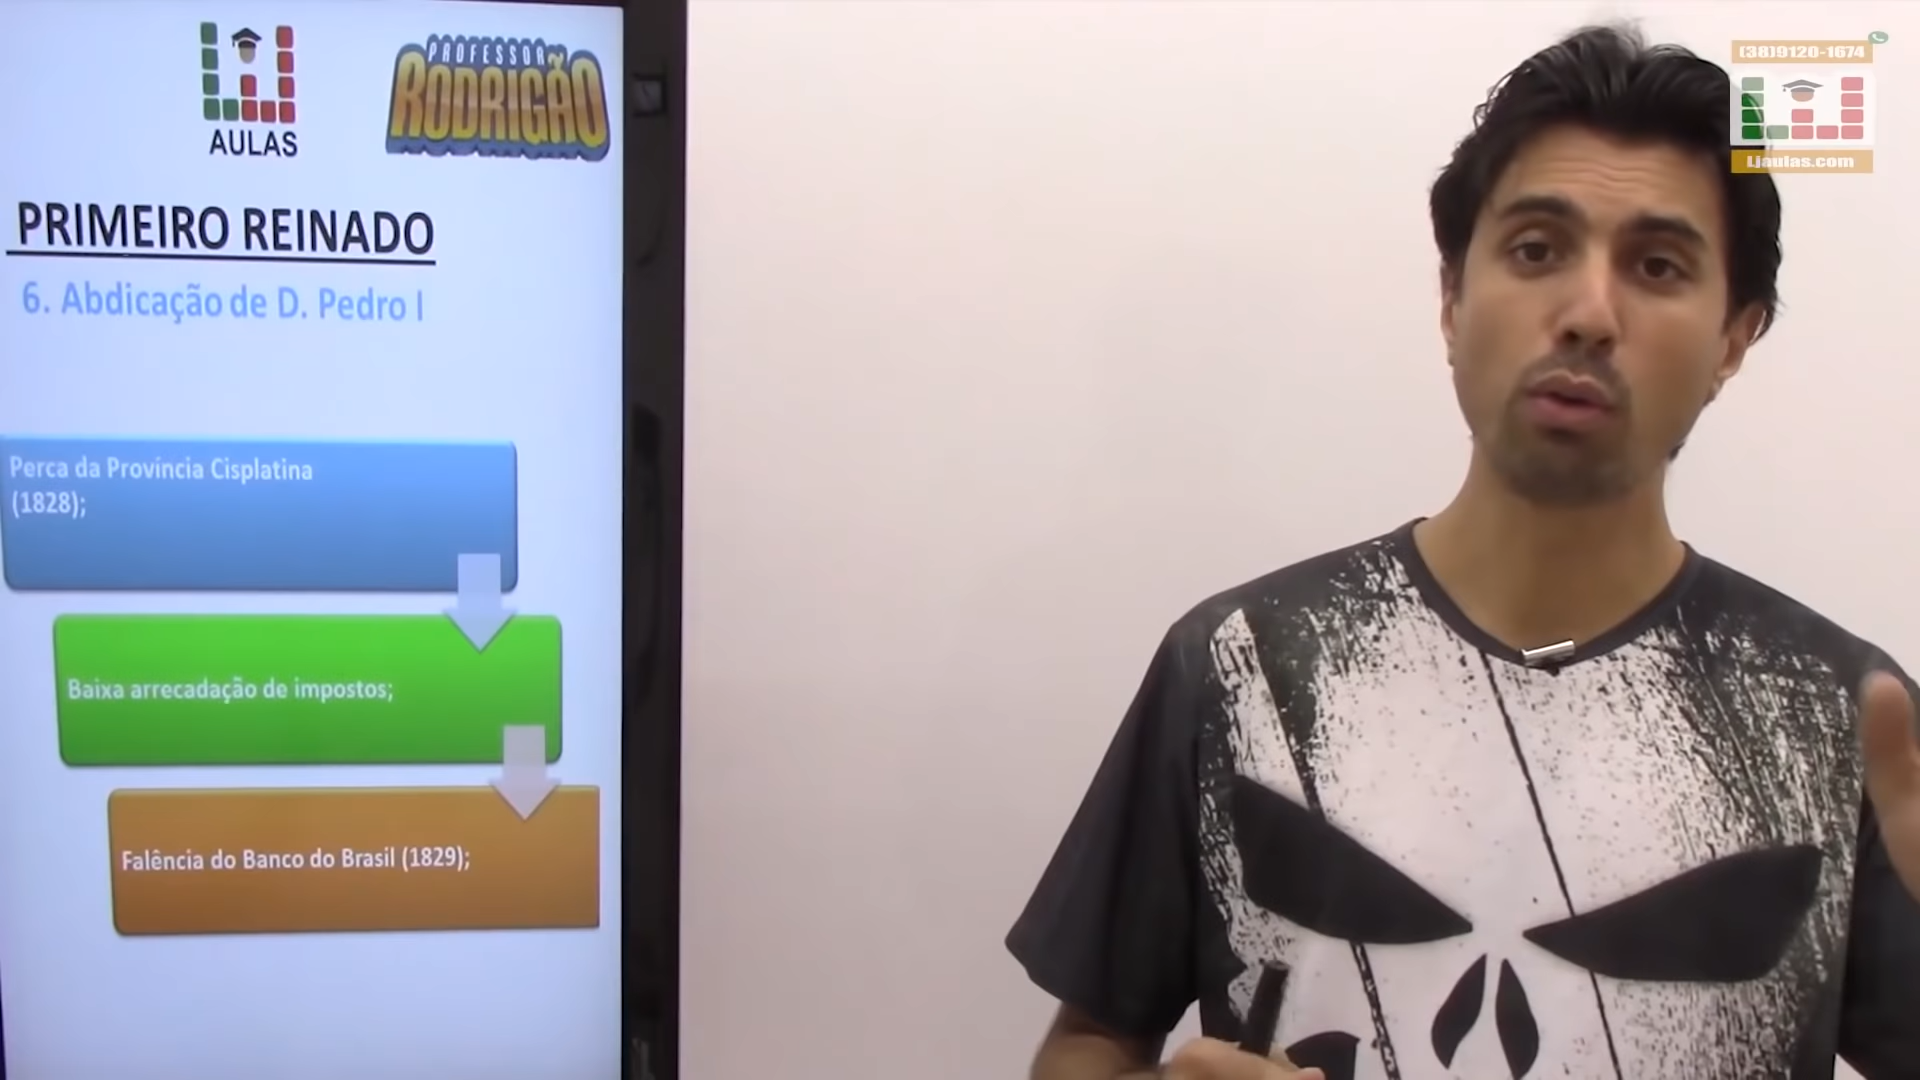 AULAS
PROFESSOR
RODRIGÃO
PRIMEIRO REINADO
6. Abdicação de D. Pedro I
Perca da Província Cisplatina
(1828);
Baixa arrecadação de impostos;
Falência do Banco do Brasil (1829);
(38)9120-1674
Ljaulas.com